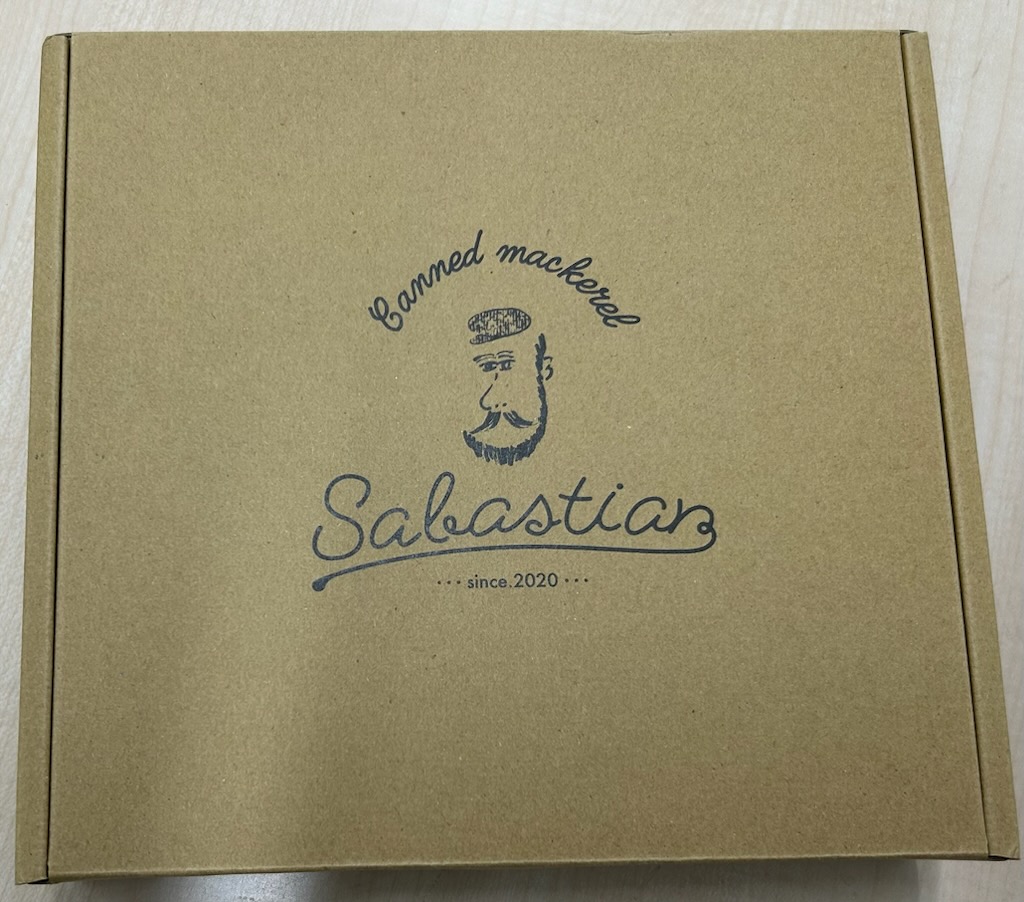 Canned mackerel
Sabastian
··· since.2020 ···